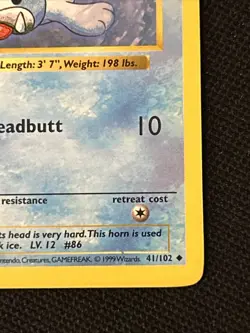 Length: 3' 7", Weight: 198 lbs.
eadbutt 10
resistance retreat cost
ts head is very hard. This horn is used
k ice. LV. 12 #86
ntendo, Creatures, GAMEFREAK. © 1999 Wizards. 41/102